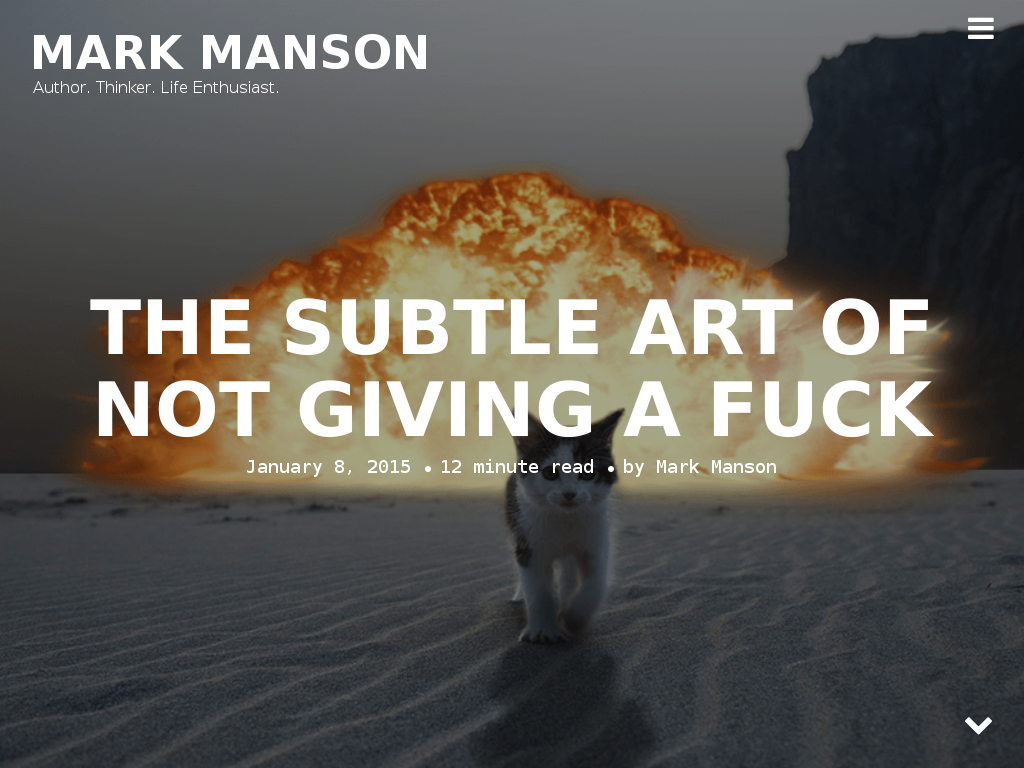 MARK MANSON
Author. Thinker. Life Enthusiast.
THE SUBTLE ART OF
NOT GIVING A FUCK
January 8, 2015 • 12 minute read • by Mark Manson